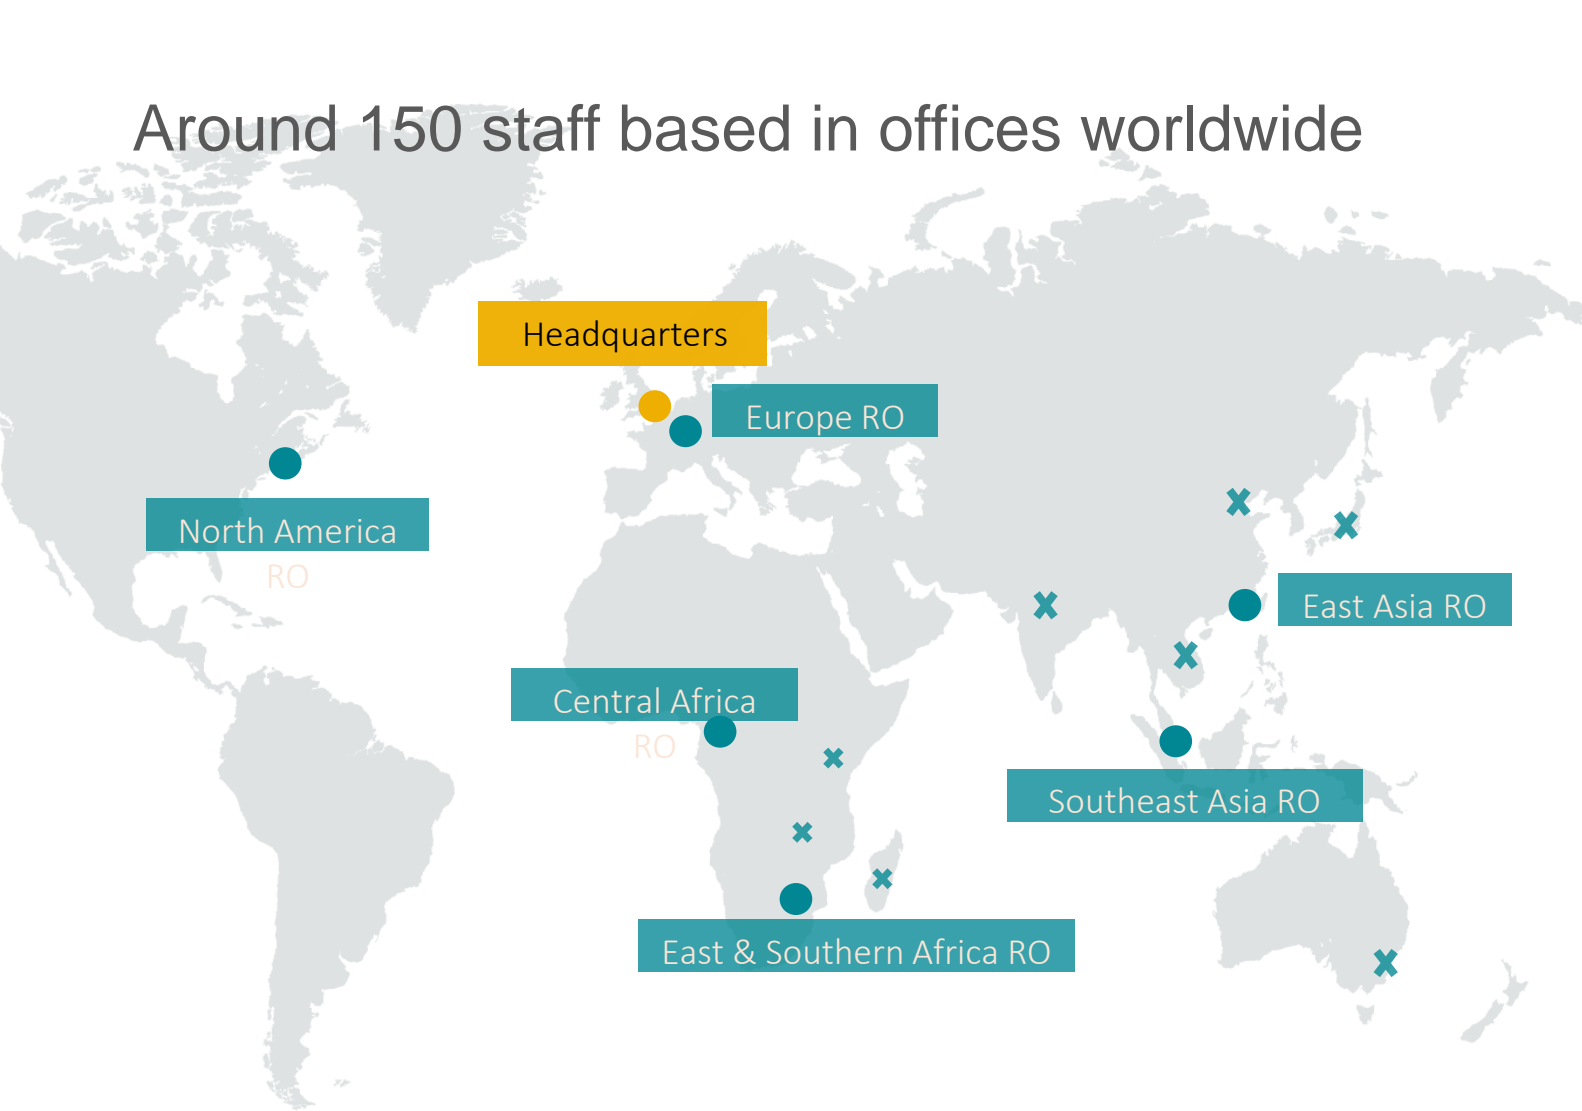 Around 150 staff based in offices worldwide
Headquarters
Europe RO
North America
RO
East Asia RO
Central Africa
RO
Southeast Asia RO
East & Southern Africa RO